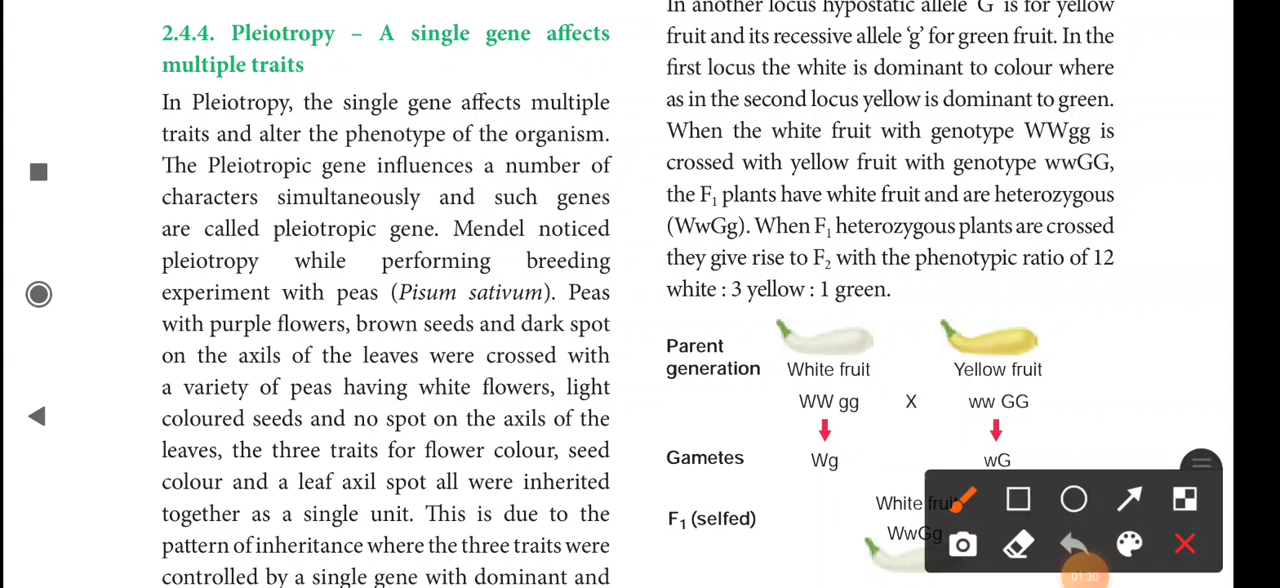 2.4.4. Pleiotropy – A single gene affects
multiple traits
In Pleiotropy, the single gene affects multiple
traits and alter the phenotype of the organism.
The Pleiotropic gene influences a number of
characters simultaneously and such genes
are called pleiotropic gene. Mendel noticed
pleiotropy while performing breeding
experiment with peas (Pisum sativum). Peas
with purple flowers, brown seeds and dark spot
on the axils of the leaves were crossed with
a variety of peas having white flowers, light
coloured seeds and no spot on the axils of the
leaves, the three traits for flower colour, seed
colour and a leaf axil spot all were inherited
together as a single unit. This is due to the
pattern of inheritance where the three traits were
controlled by a single gene with dominant and
In another locus hypostatic allele 'G' is for yellow
fruit and its recessive allele 'g' for green fruit. In the
first locus the white is dominant to colour where
as in the second locus yellow is dominant to green.
When the white fruit with genotype WWgg is
crossed with yellow fruit with genotype wwGG,
the F1 plants have white fruit and are heterozygous
(WwGg). When F1 heterozygous plants are crossed
they give rise to F2 with the phenotypic ratio of 12
white : 3 yellow : 1 green.
Parent
generation
White fruit Yellow fruit
WW gg X ww GG
Gametes Wg wG
F1 (selfed)
White fruit
WwGg
01:30